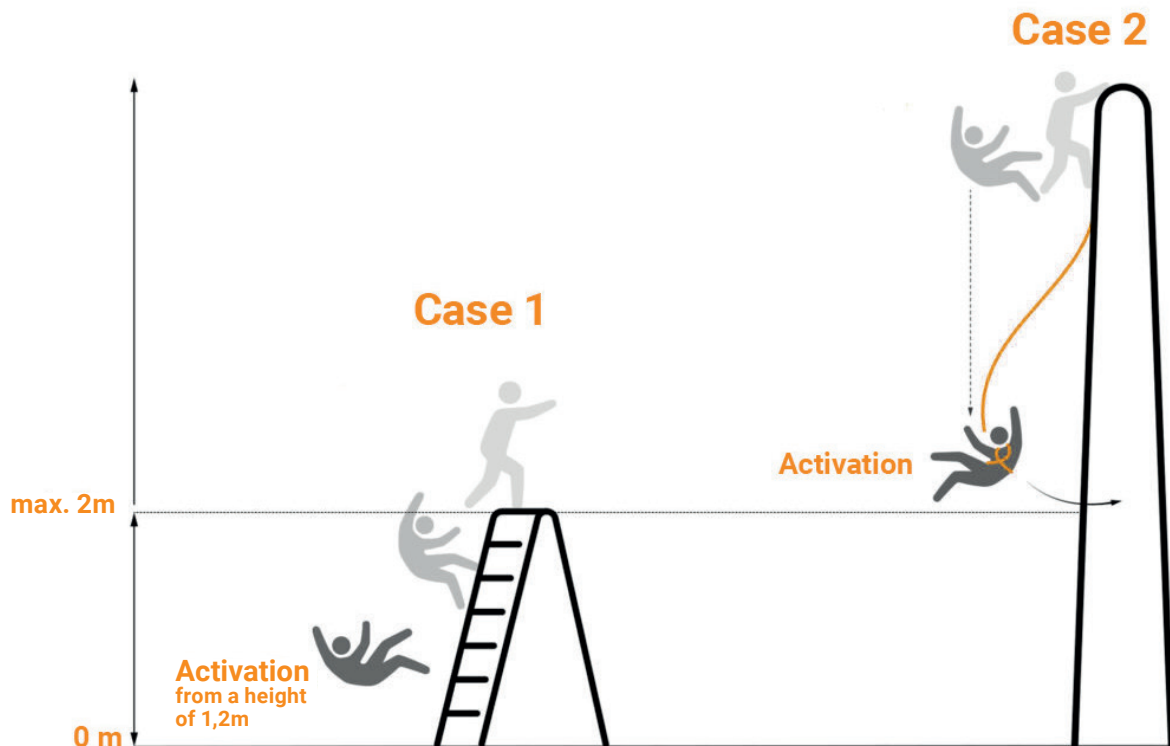 Case 2
Case 1
Activation
max. 2m
Activation
from a height
of 1,2m
0 m